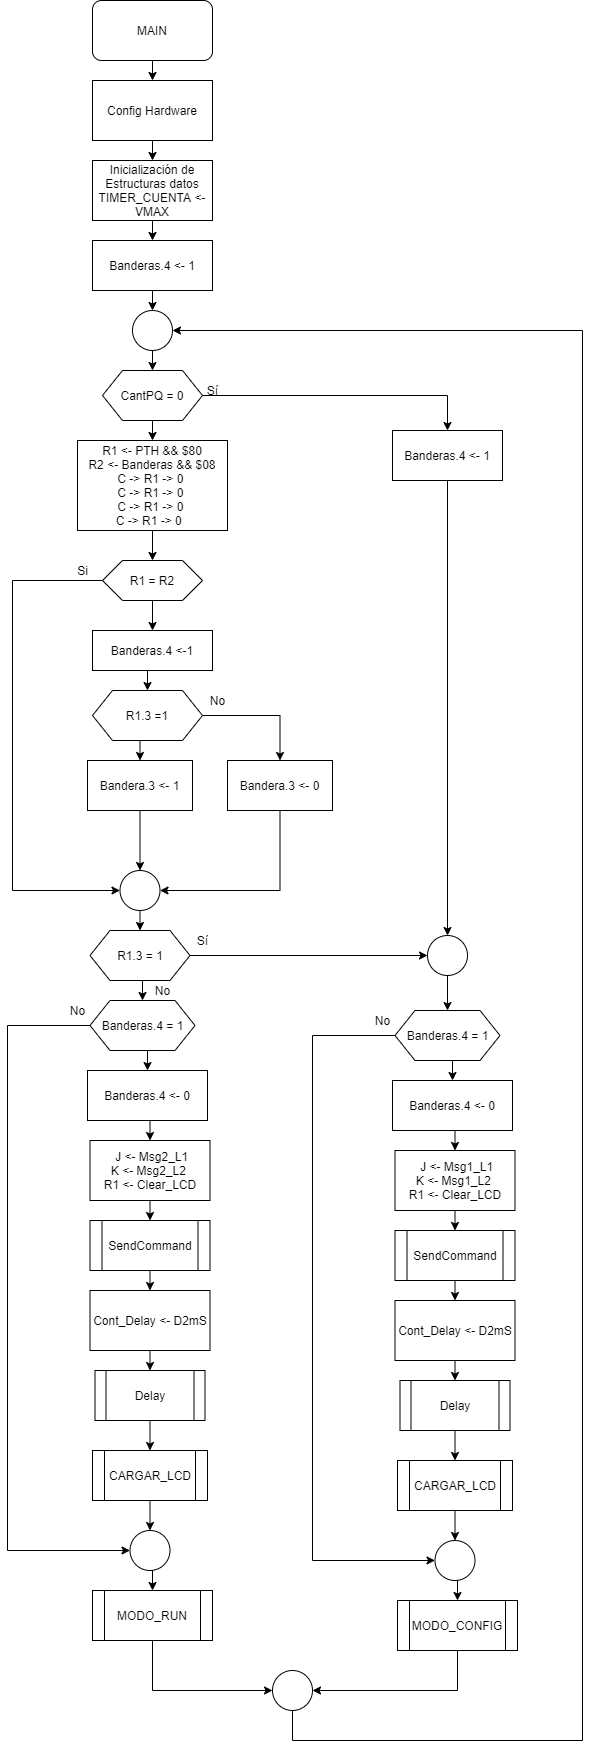 MAIN
Config Hardware
Inicialización de
Estructuras datos
TIMER_CUENTA <-
VMAX
Banderas.4 <- 1
CantPQ = 0
Sí
R1 <- PTH && $80
R2 <- Banderas && $08
C -> R1 -> 0
C -> R1 -> 0
C -> R1 -> 0
C -> R1 -> 0
Banderas.4 <- 1
Si
R1 = R2
Banderas.4 <-1
R1.3 =1
No
Bandera.3 <- 1
Bandera.3 <- 0
R1.3 = 1
Sí
No
No
Banderas.4 = 1
Banderas.4 <- 0
J <- Msg2_L1
K <- Msg2_L2
R1 <- Clear_LCD
SendCommand
Cont_Delay <- D2mS
Delay
CARGAR_LCD
MODO_RUN
No
Banderas.4 = 1
Banderas.4 <- 0
J <- Msg1_L1
K <- Msg1_L2
R1 <- Clear_LCD
SendCommand
Cont_Delay <- D2mS
Delay
CARGAR_LCD
MODO_CONFIG